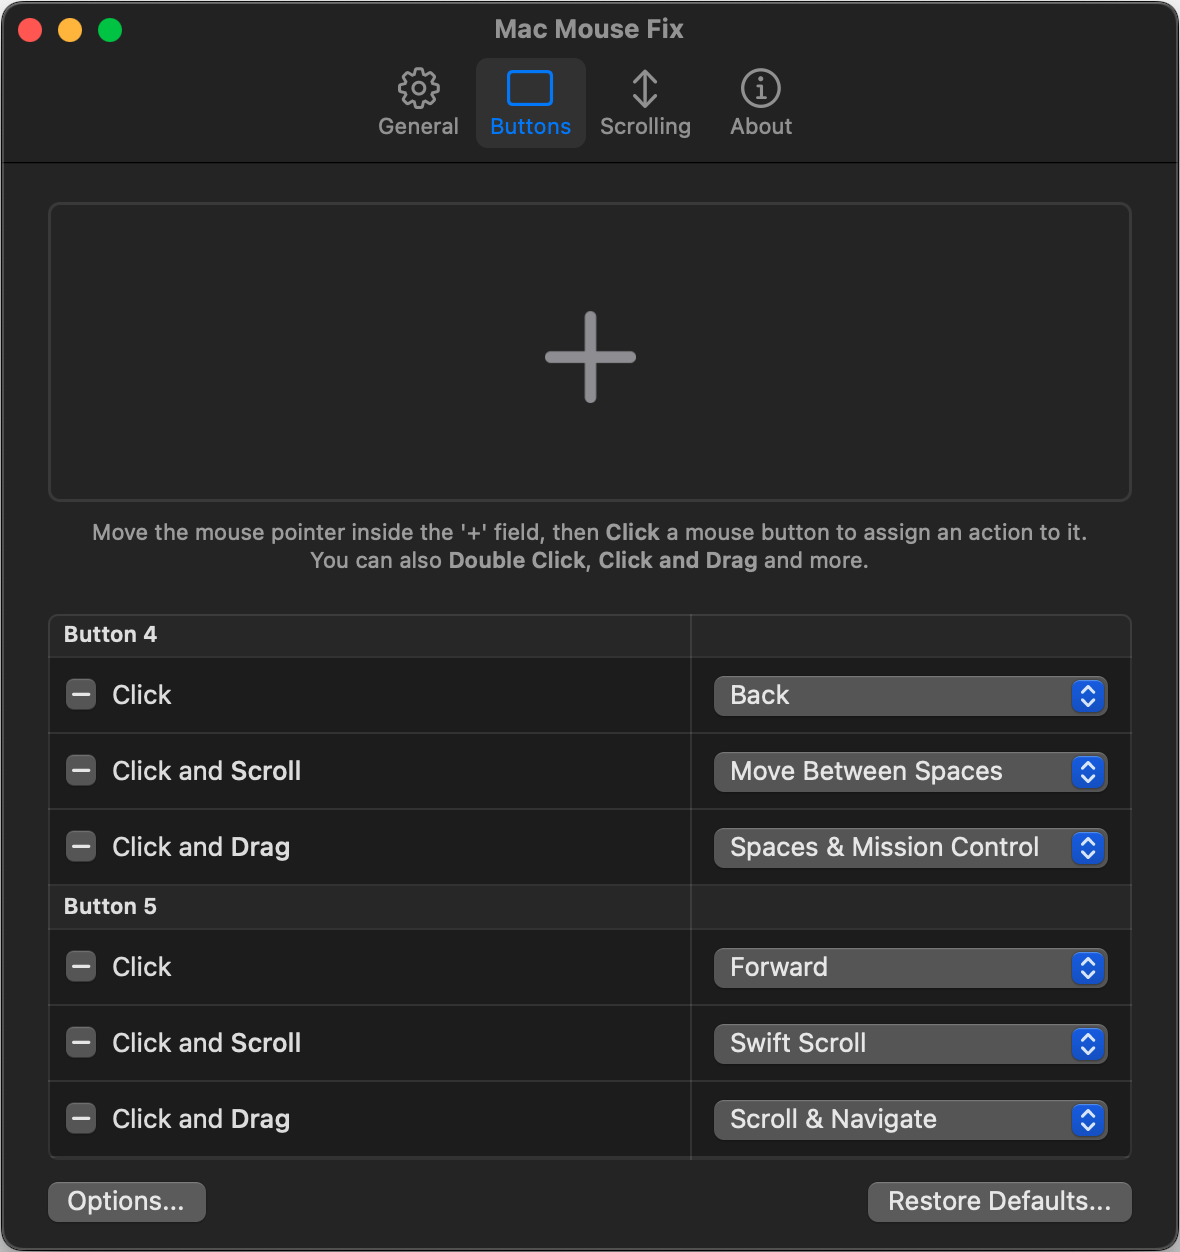 Mac Mouse Fix
General
Buttons
Scrolling
About
Move the mouse pointer inside the '+' field, then Click a mouse button to assign an action to it.
You can also Double Click, Click and Drag and more.
Button 4
Click
Back
Click and Scroll
Move Between Spaces
Click and Drag
Spaces & Mission Control
Button 5
Click
Forward
Click and Scroll
Swift Scroll
Click and Drag
Scroll & Navigate
Options...
Restore Defaults...